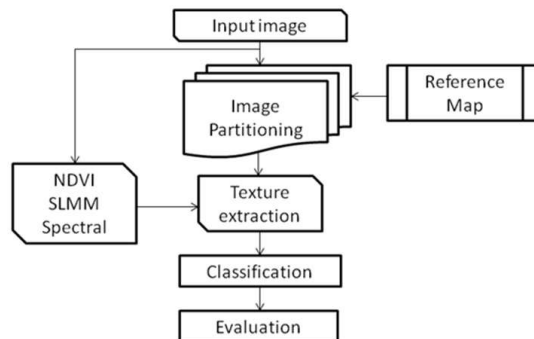 Input image
Image
Partitioning
Reference
Map
NDVI
SLMM
Spectral
Texture
extraction
Classification
Evaluation